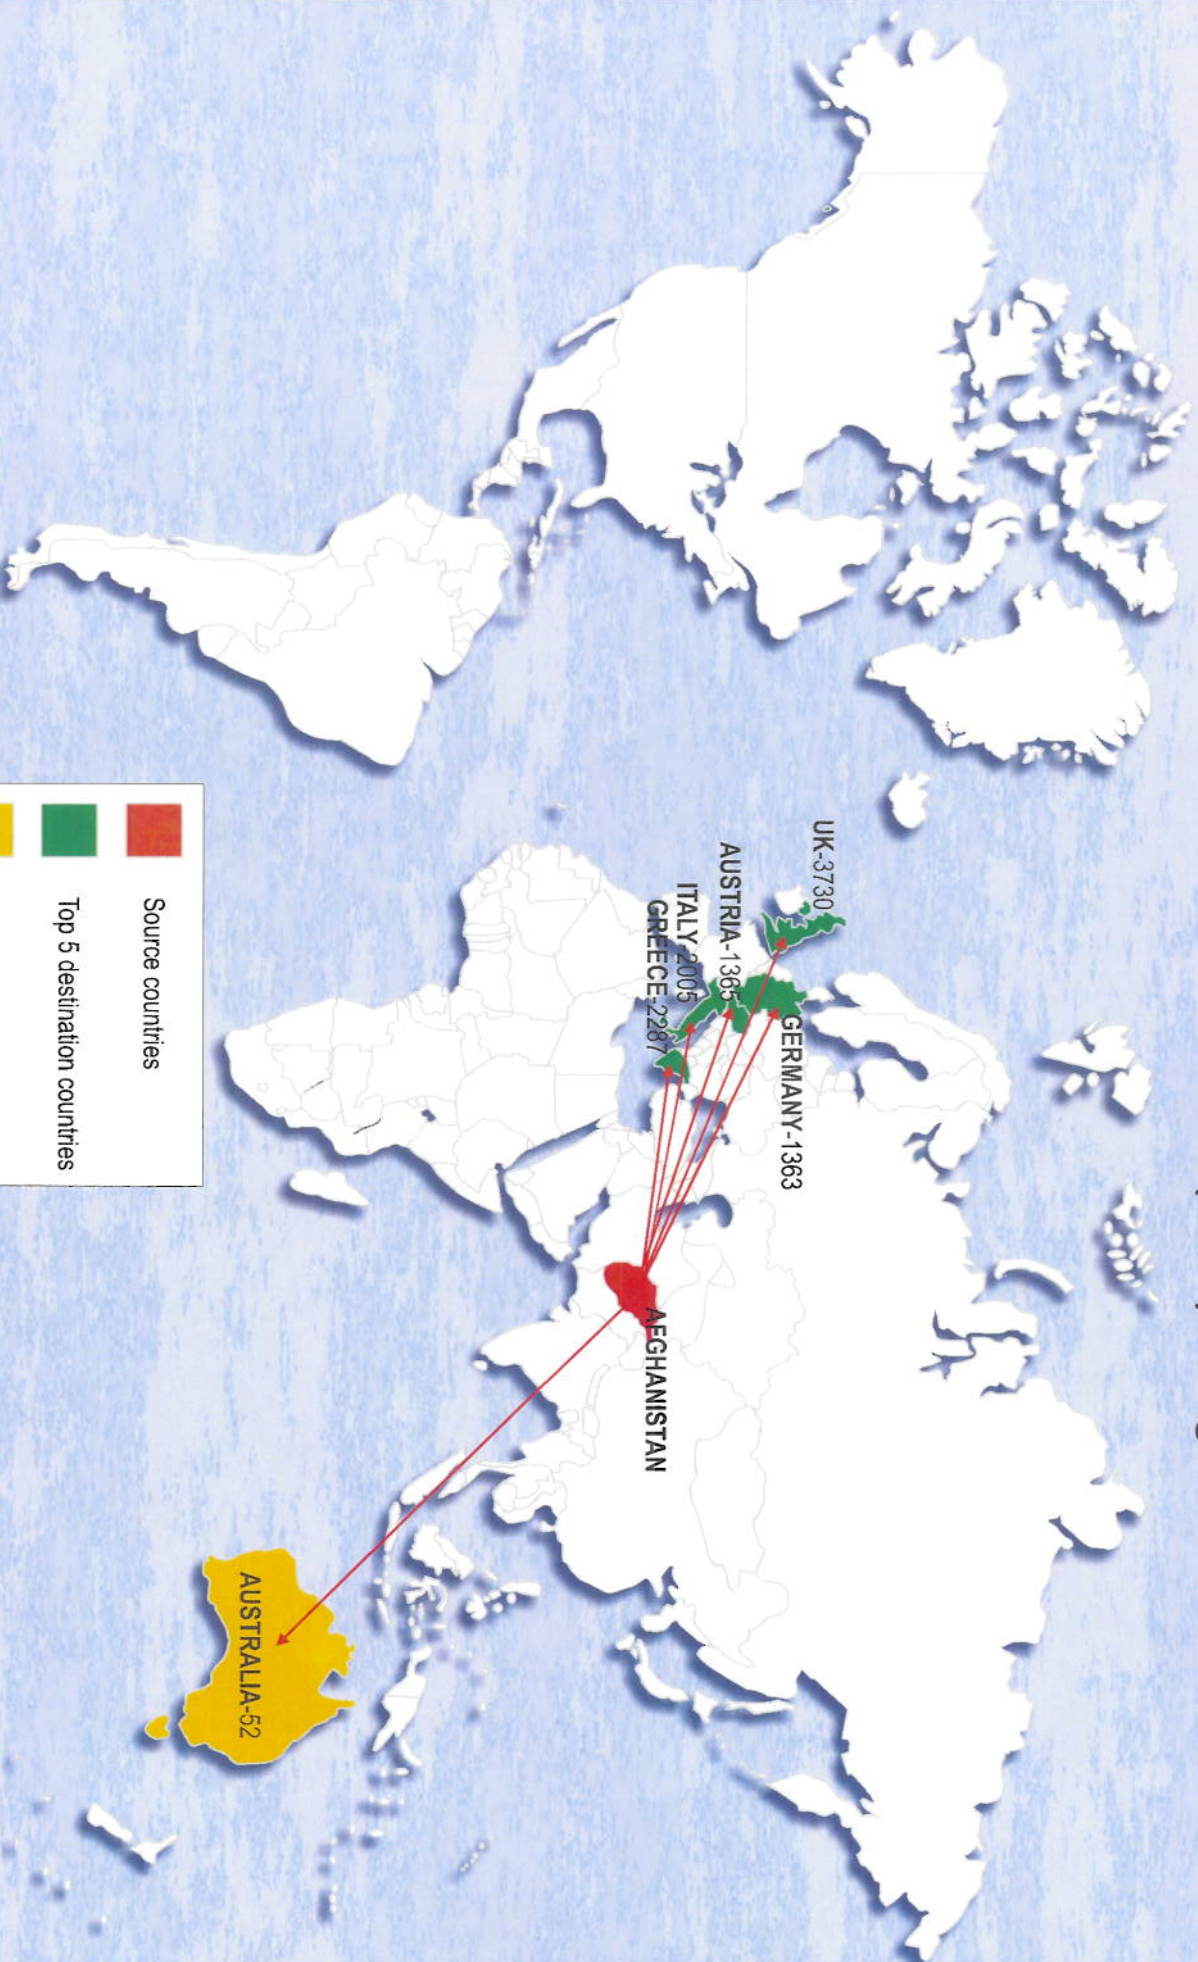 UK-3730
AUSTRIA-1365
ITALY-2005
GREECE-2287
GERMANY-1363
AFGHANISTAN
AUSTRALIA-52
Source countries
Top 5 destination countries